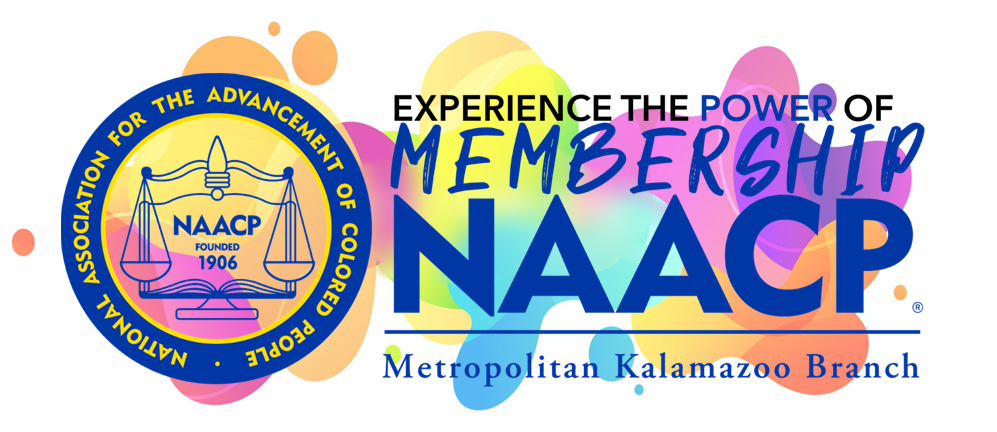 NATIONAL ASSOCIATION FOR THE ADVANCEMENT OF COLORED PEOPLE ·
NAACP
FOUNDED
1906
EXPERIENCE THE POWER OF
MEMBERSHIP
NAACP®
Metropolitan Kalamazoo Branch